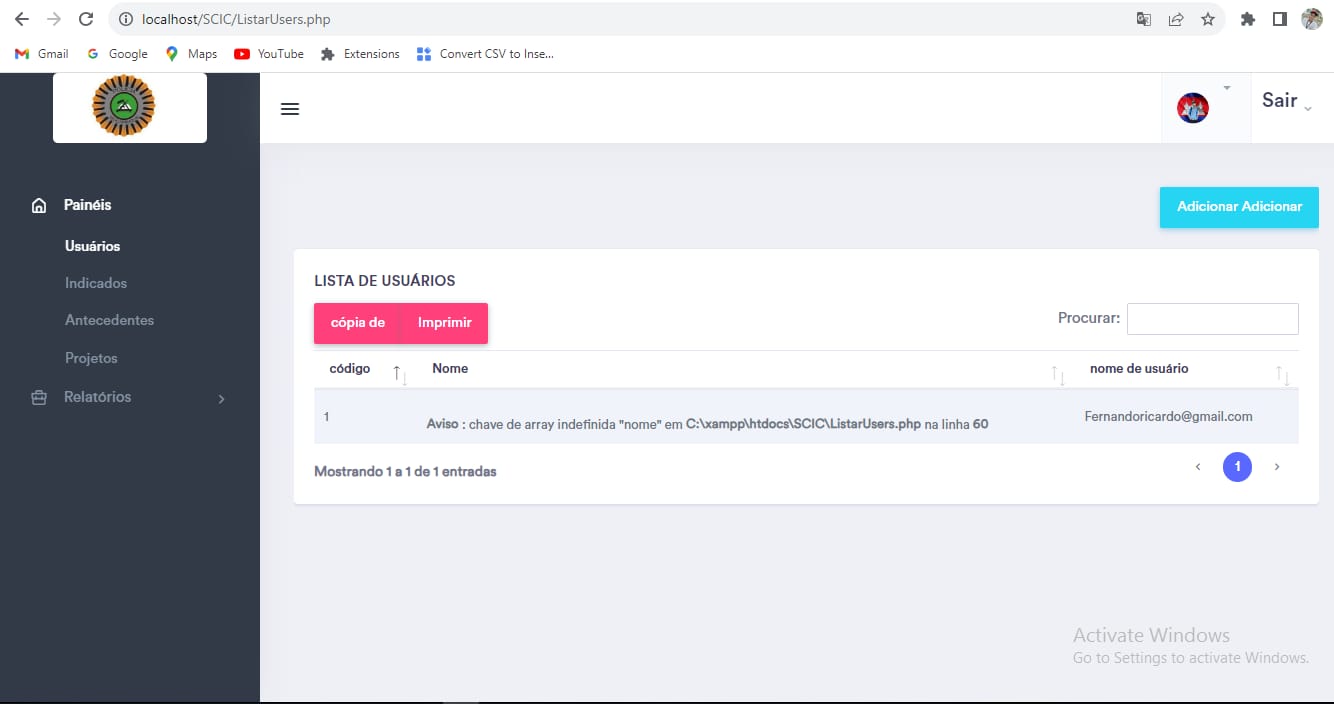 localhost/SCIC/ListarUsers.php
Gmail Google Maps YouTube Extensions Convert CSV to Inse...
Sair
Painéis
Usuários
Indicados
Antecedentes
Projetos
Relatórios
Adicionar Adicionar
LISTA DE USUÁRIOS
cópia de Imprimir
Procurar:
código Nome nome de usuário
1 Aviso : chave de array indefinida "nome" em C:\xampp\htdocs\SCIC\ListarUsers.php na linha 60 Fernandoricardo@gmail.com
Mostrando 1 a 1 de 1 entradas
‹ 1 ›
Activate Windows
Go to Settings to activate Windows.